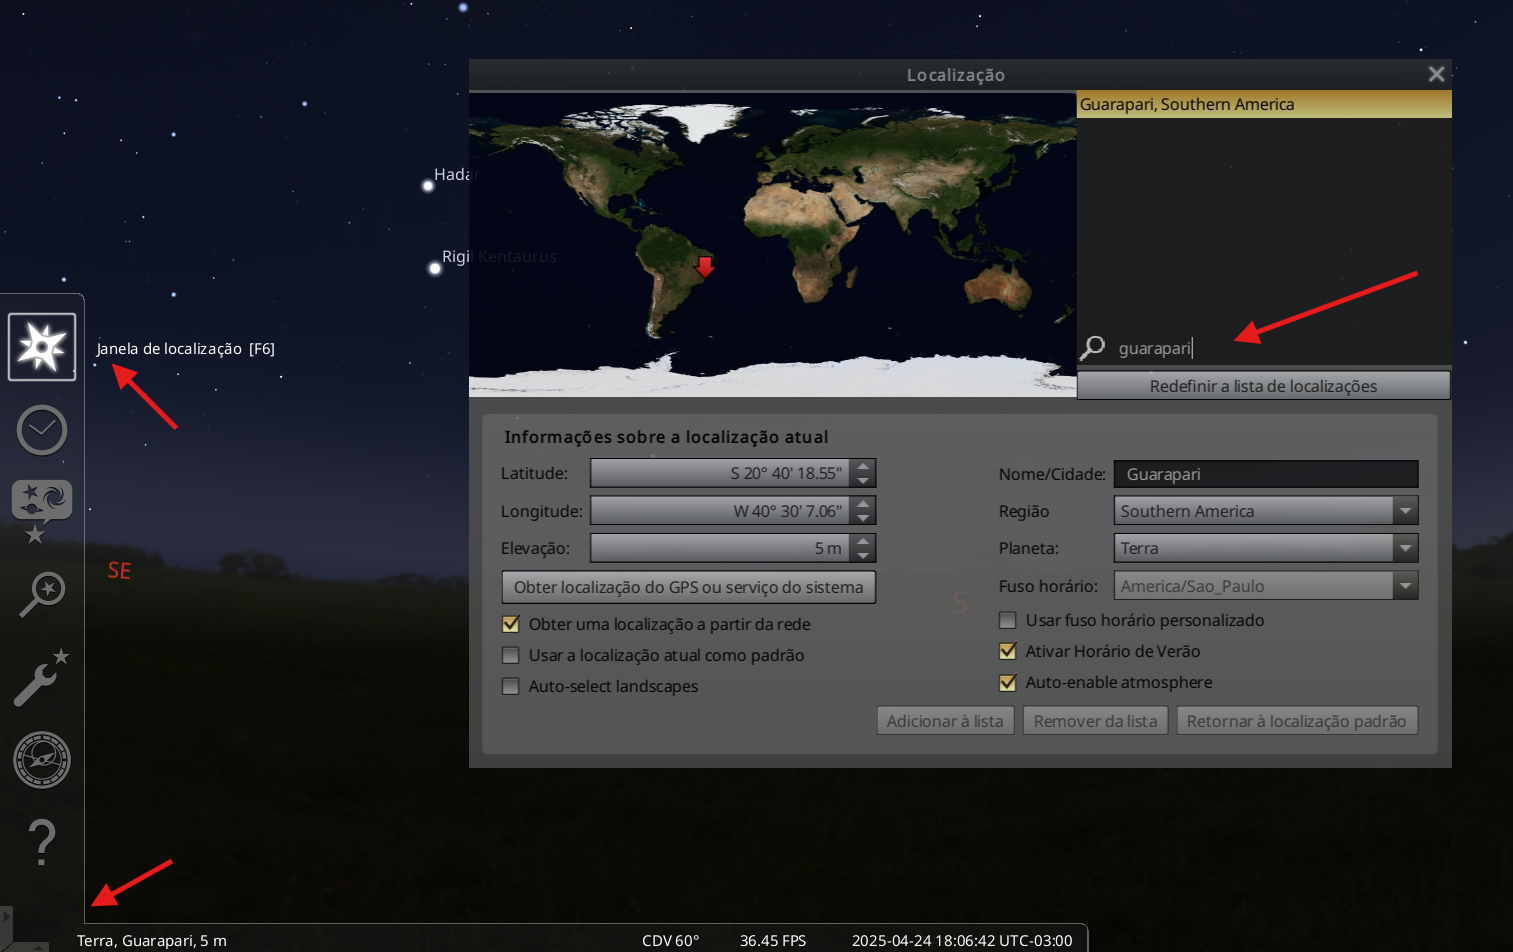 Localização
Guarapari, Southern America
Hadar
Rigil Kentaurus
Janela de localização [F6]
guarapari
Redefinir a lista de localizações
Informações sobre a localização atual
Latitude: S 20° 40' 18.55"
Nome/Cidade: Guarapari
Longitude: W 40° 30' 7.06"
Região Southern America
Elevação: 5 m
Planeta: Terra
Obter localização do GPS ou serviço do sistema
Fuso horário: America/Sao_Paulo
SE
S
Obter uma localização a partir da rede
Usar fuso horário personalizado
Usar a localização atual como padrão
Ativar Horário de Verão
Auto-select landscapes
Auto-enable atmosphere
Adicionar à lista
Remover da lista
Retornar à localização padrão
?
Terra, Guarapari, 5 m
CDV 60°
36.45 FPS
2025-04-24 18:06:42 UTC-03:00